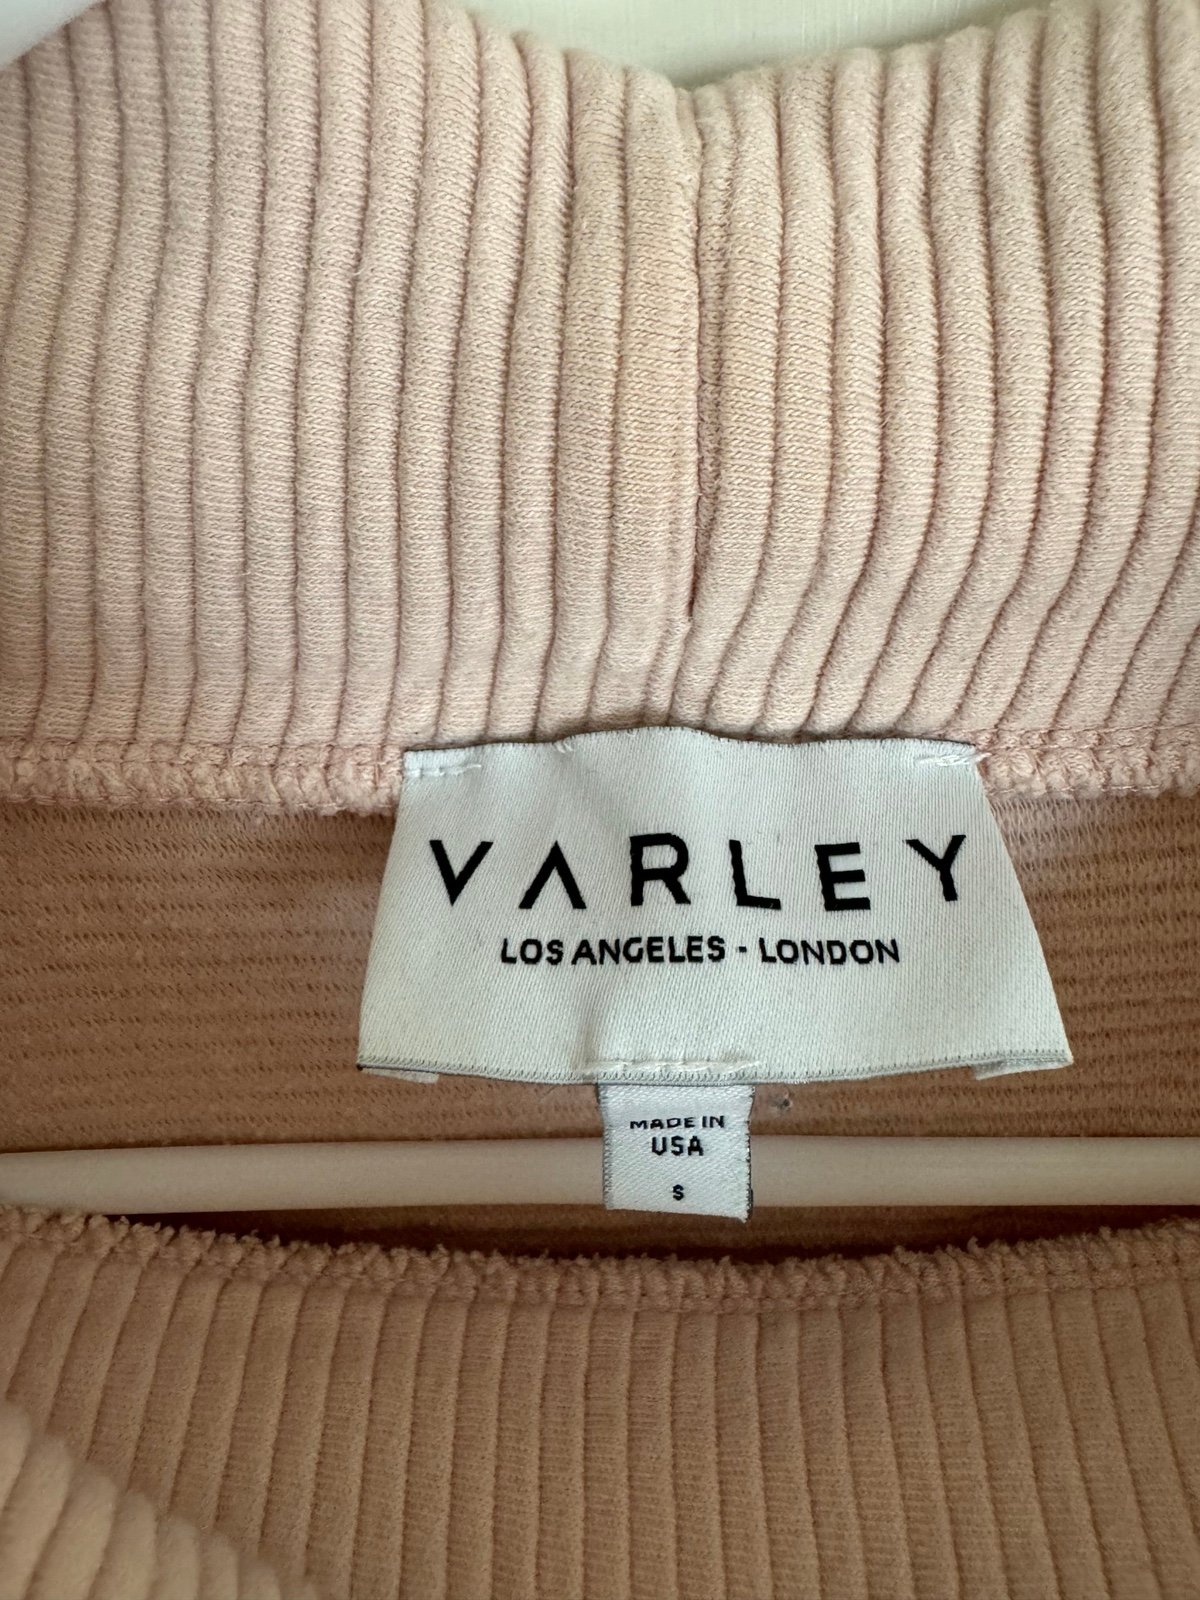 VARLEY
LOS ANGELES - LONDON
MADE IN
USA
S